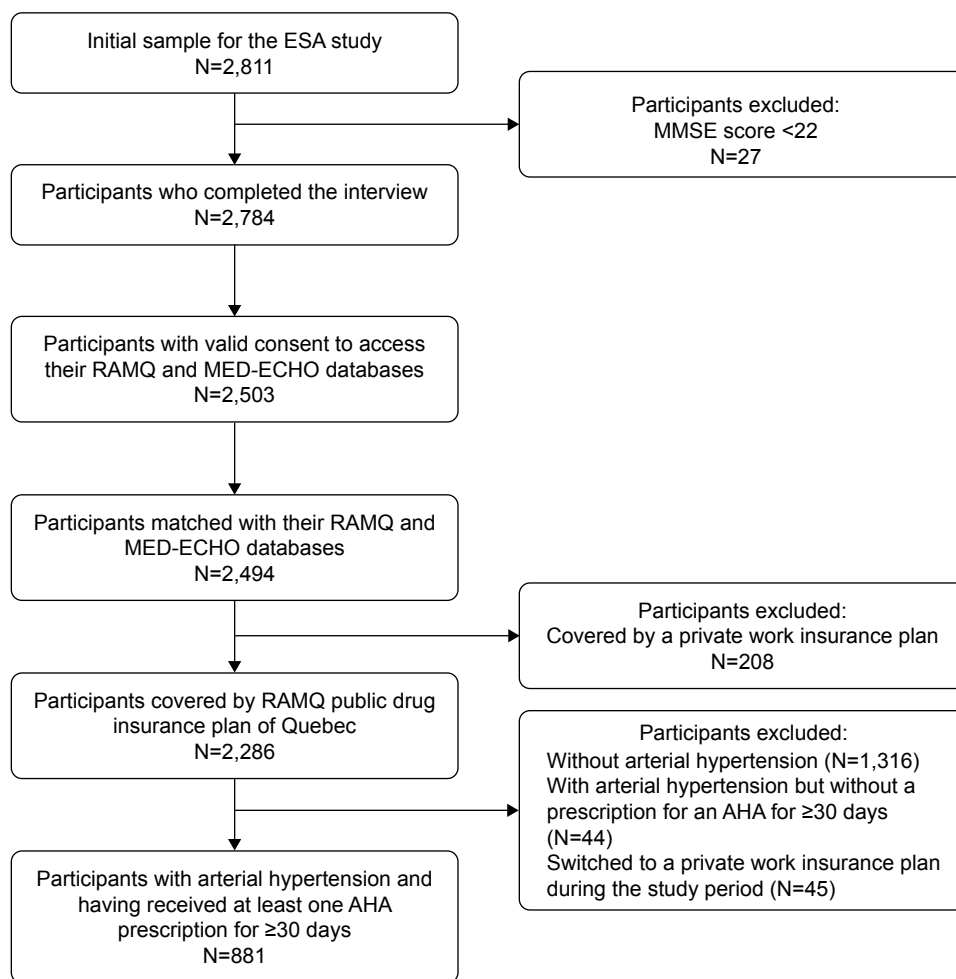 Initial sample for the ESA study
N=2,811
Participants excluded:
MMSE score <22
N=27
Participants who completed the interview
N=2,784
Participants with valid consent to access
their RAMQ and MED-ECHO databases
N=2,503
Participants matched with their RAMQ and
MED-ECHO databases
N=2,494
Participants excluded:
Covered by a private work insurance plan
N=208
Participants covered by RAMQ public drug
insurance plan of Quebec
N=2,286
Participants excluded:
Without arterial hypertension (N=1,316)
With arterial hypertension but without a
prescription for an AHA for ≥30 days
(N=44)
Switched to a private work insurance plan
during the study period (N=45)
Participants with arterial hypertension and
having received at least one AHA
prescription for ≥30 days
N=881